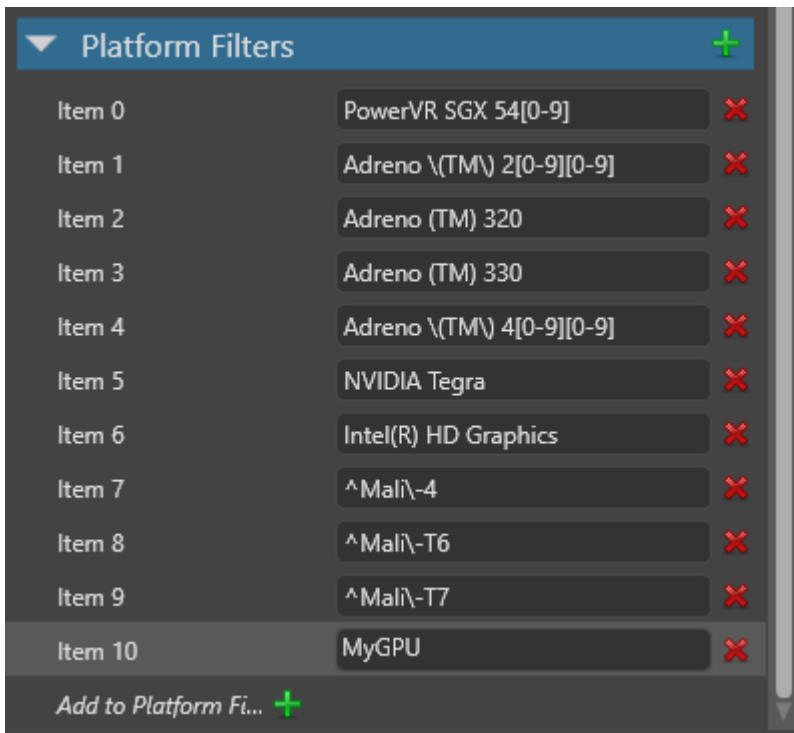 Platform Filters
Item 0 PowerVR SGX 54[0-9]
Item 1 Adreno \(TM\) 2[0-9][0-9]
Item 2 Adreno (TM) 320
Item 3 Adreno (TM) 330
Item 4 Adreno \(TM\) 4[0-9][0-9]
Item 5 NVIDIA Tegra
Item 6 Intel(R) HD Graphics
Item 7 ^Mali\-4
Item 8 ^Mali\-T6
Item 9 ^Mali\-T7
Item 10 MyGPU
Add to Platform Fi...